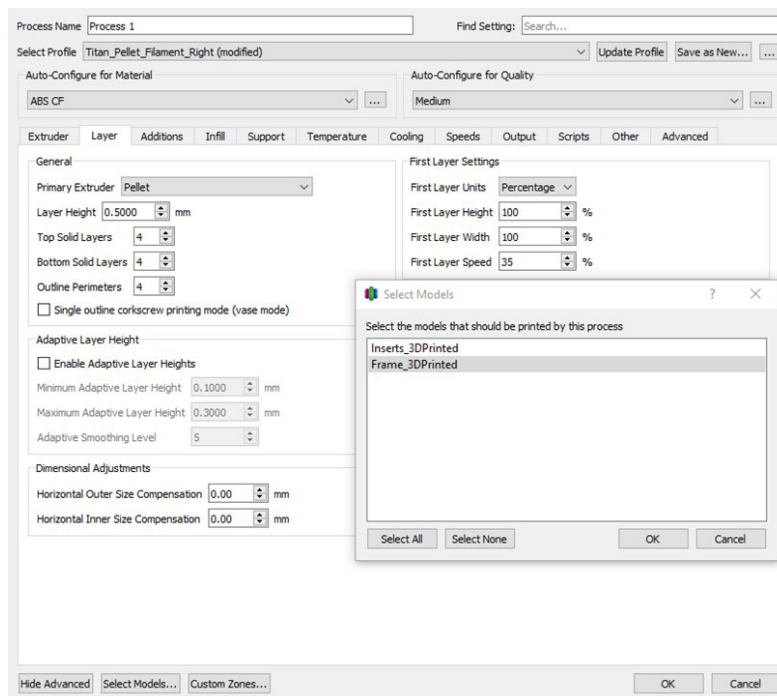 Process Name Process 1 Find Setting: Search...
Select Profile Titan_Pellet_Filament_Right (modified) Update Profile Save as New... ...
Auto-Configure for Material Auto-Configure for Quality
ABS CF ... Medium ...
Extruder Layer Additions Infill Support Temperature Cooling Speeds Output Scripts Other Advanced
General First Layer Settings
Primary Extruder Pellet First Layer Units Percentage
Layer Height 0.5000 mm First Layer Height 100 %
Top Solid Layers 4 First Layer Width 100 %
Bottom Solid Layers 4 First Layer Speed 35 %
Outline Perimeters 4
Single outline corkscrew printing mode (vase mode)
Adaptive Layer Height
Enable Adaptive Layer Heights
Minimum Adaptive Layer Height 0.1000 mm
Maximum Adaptive Layer Height 0.3000 mm
Adaptive Smoothing Level 5
Dimensional Adjustments
Horizontal Outer Size Compensation 0.00 mm
Horizontal Inner Size Compensation 0.00 mm
Select Models ?
Select the models that should be printed by this process
Inserts_3DPrinted
Frame_3DPrinted
Select All Select None OK Cancel
Hide Advanced Select Models... Custom Zones... OK Cancel